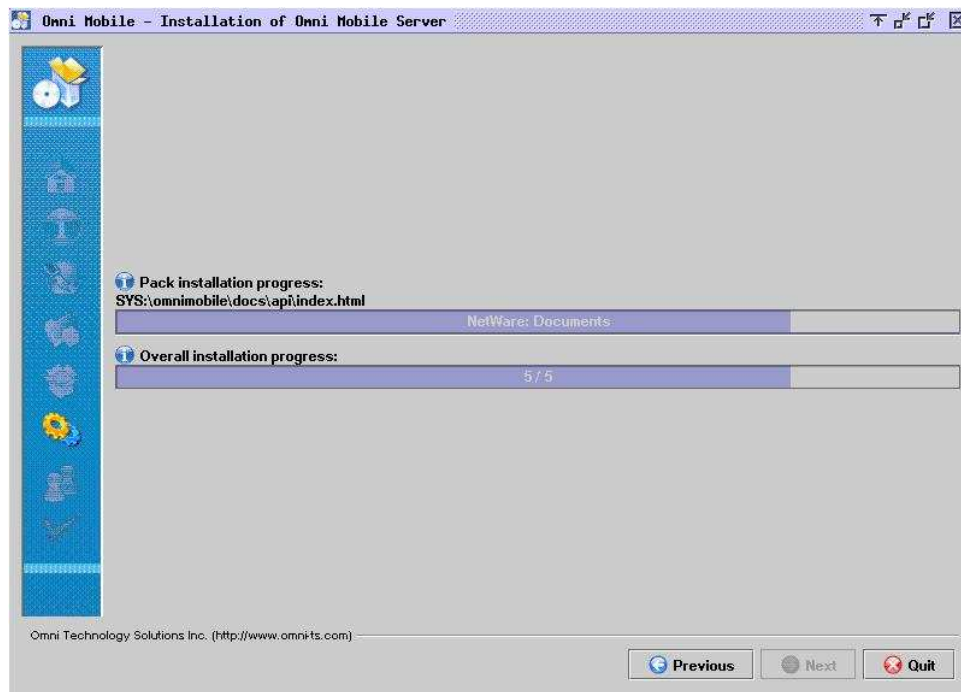 Omni Mobile - Installation of Omni Mobile Server
Pack installation progress:
SYS:\omnimobile\docs\api\index.html
NetWare: Documents
Overall installation progress:
5 / 5
Omni Technology Solutions Inc. (http://www.omni-ts.com)
Previous
Next
Quit